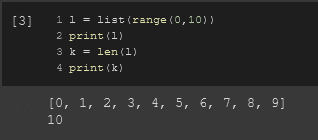 [3]
1 l = list(range(0,10))
2 print(l)
3 k = len(l)
4 print(k)
[0, 1, 2, 3, 4, 5, 6, 7, 8, 9]
10